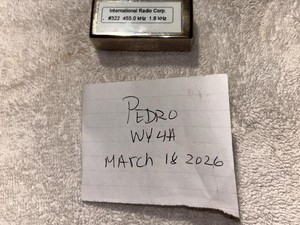 International Radio Corp.
#322 455.0 kHz 1.8 kHz
PEDRO
WY4A
MARCH 18 2026